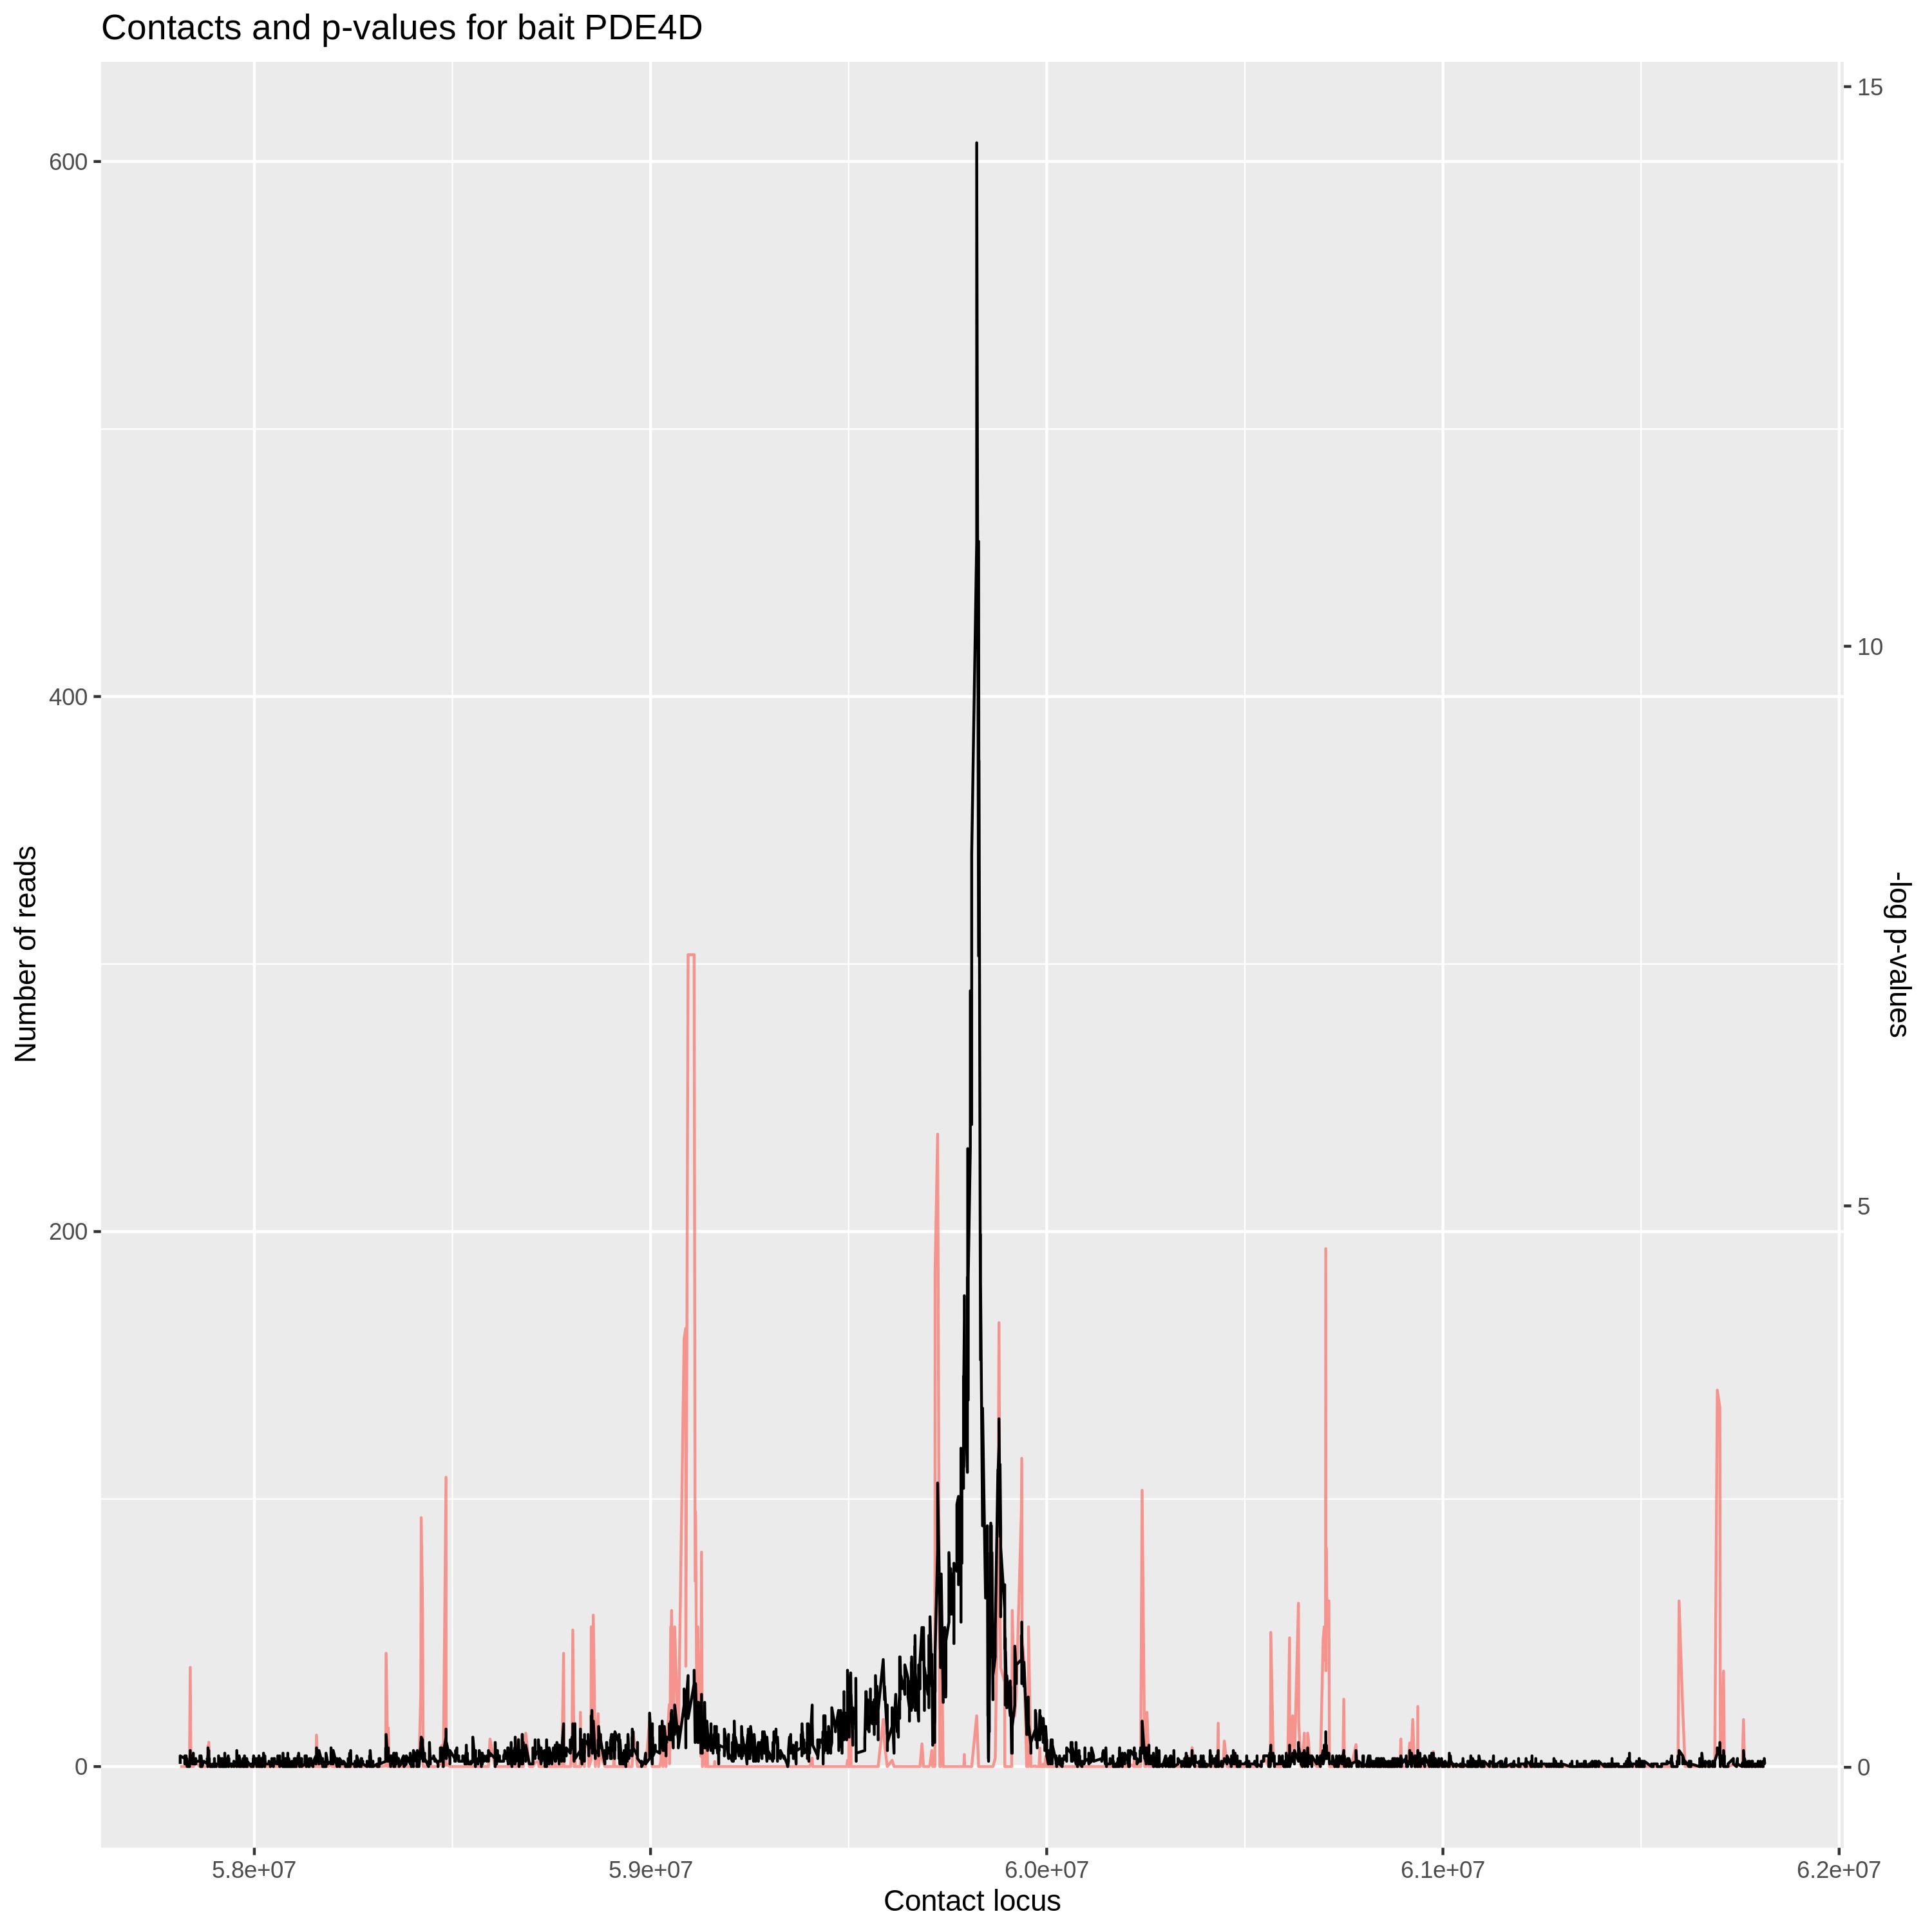 Contacts and p-values for bait PDE4D
Number of reads
600
400
200
0
15
10
5
0
-log p-values
5.8e+07
5.9e+07
6.0e+07
6.1e+07
6.2e+07
Contact locus